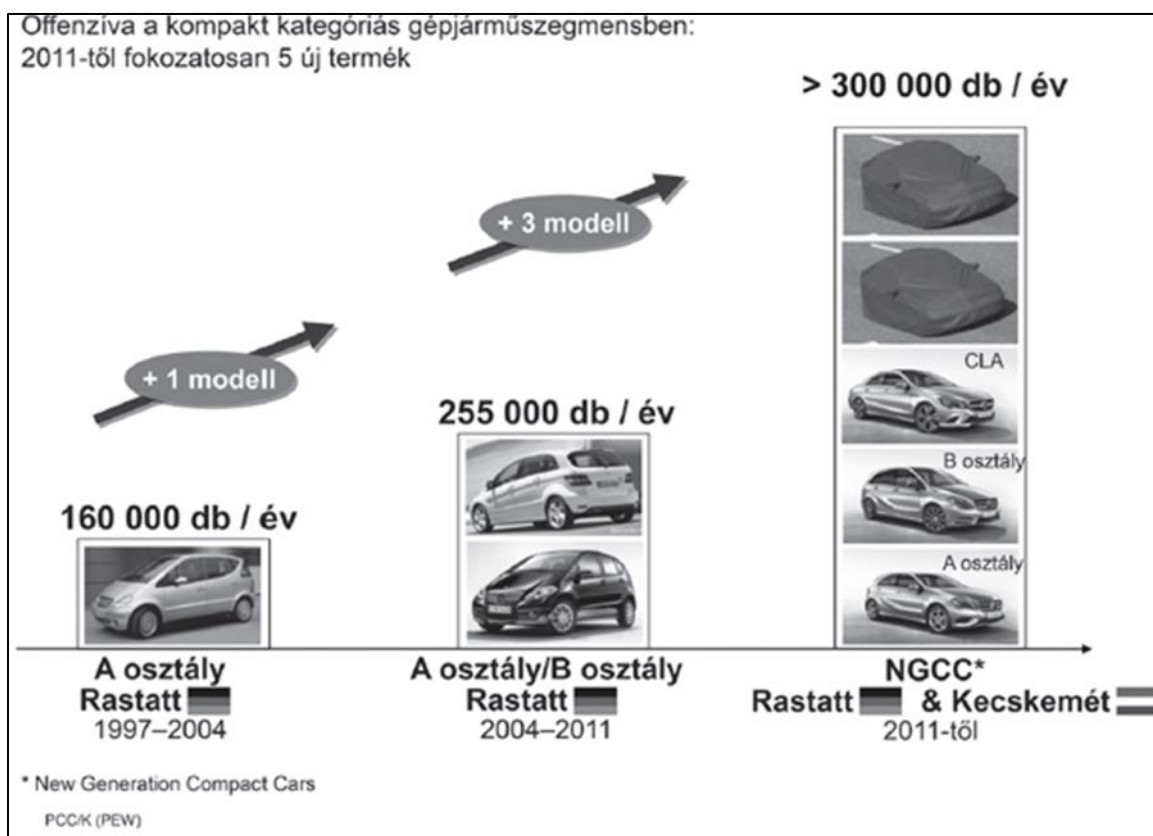 Offenzíva a kompakt kategóriás gépjárműszegmensben:
2011-től fokozatosan 5 új termék
> 300 000 db / év
+ 3 modell
+ 1 modell
CLA
255 000 db / év
B osztály
160 000 db / év
A osztály
A osztály
Rastatt
1997–2004
A osztály/B osztály
Rastatt
2004–2011
NGCC*
Rastatt & Kecskemét
2011-től
* New Generation Compact Cars
PCC/K (PEW)